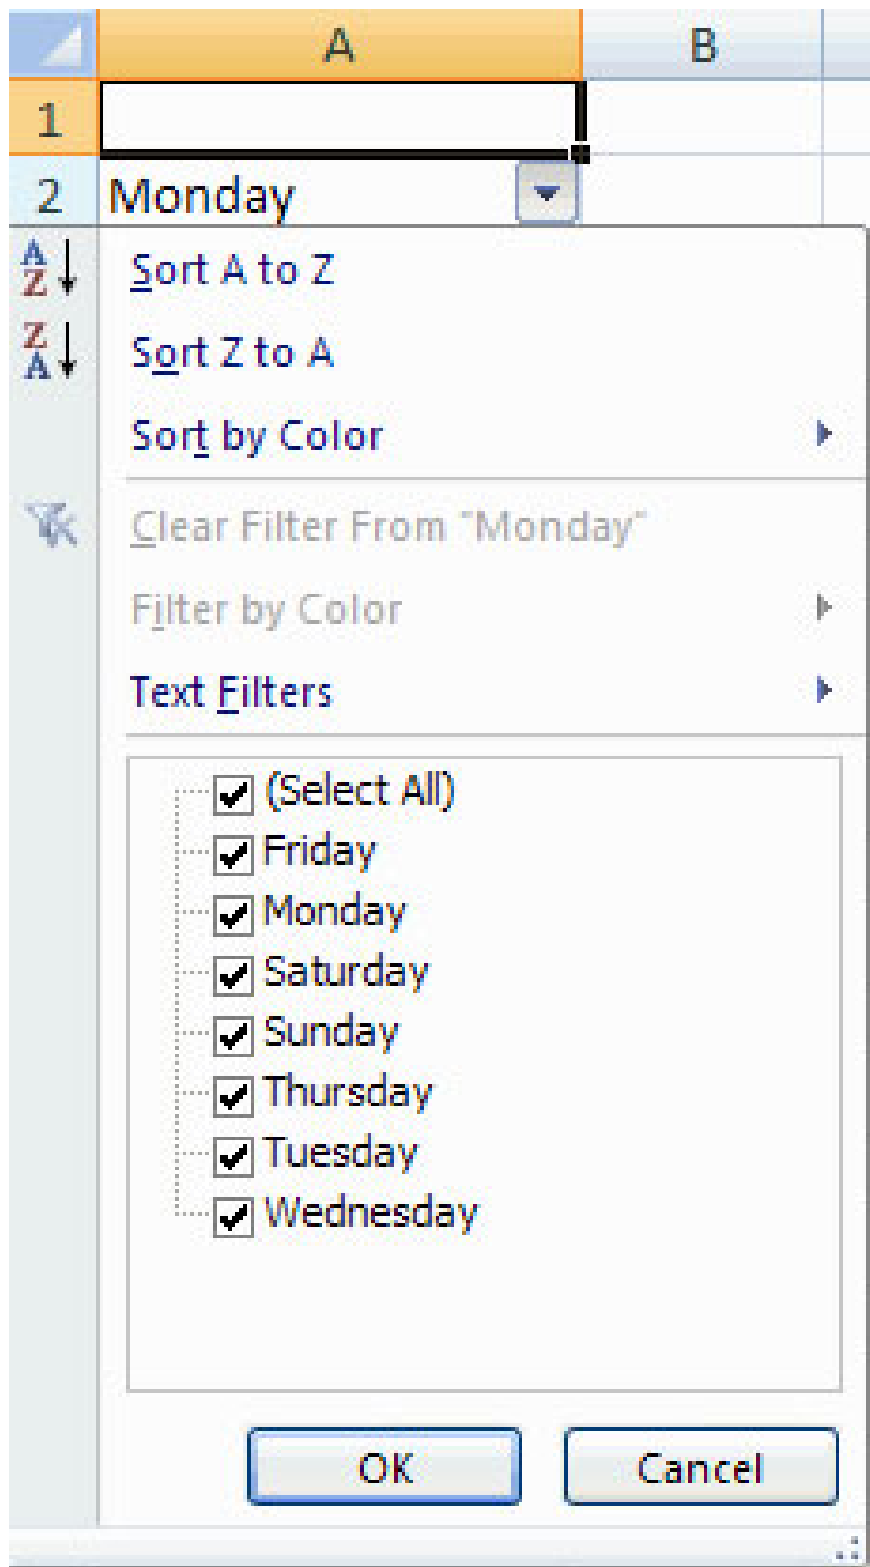 A B
1
2 Monday
Sort A to Z
Sort Z to A
Sort by Color
Clear Filter From "Monday"
Filter by Color
Text Filters
(Select All)
Friday
Monday
Saturday
Sunday
Thursday
Tuesday
Wednesday
OK Cancel